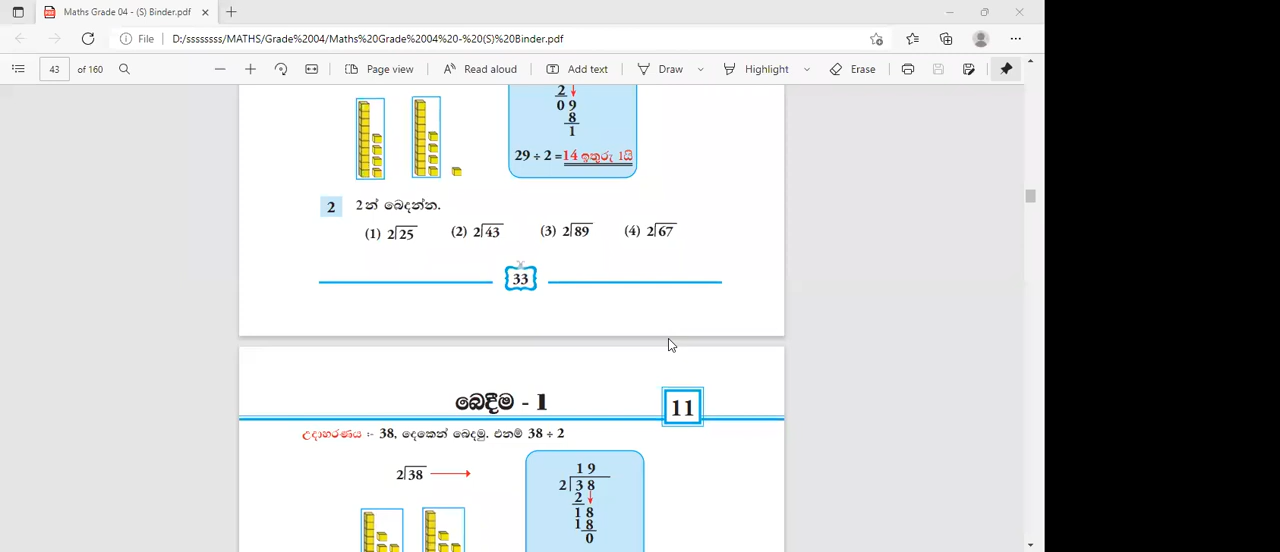 Maths Grade 04 - (S) Binder.pdf
File D:/ssssssss/MATHS/Grade%2004/Maths%20Grade%2004%20-%20(S)%20Binder.pdf
43 of 160 Page view Read aloud Add text Draw Highlight Erase
2
0 9
8
1
29 ÷ 2 = 14 ඉතුරු 1යි
2 2න් බෙදන්න.
(1) 2|25 (2) 2|43 (3) 2|89 (4) 2|67
33
බෙදීම - 1 11
උදාහරණය :- 38, දෙකෙන් බෙදමු. එනම් 38 ÷ 2
2|38
1 9
2|3 8
2
1 8
1 8
0